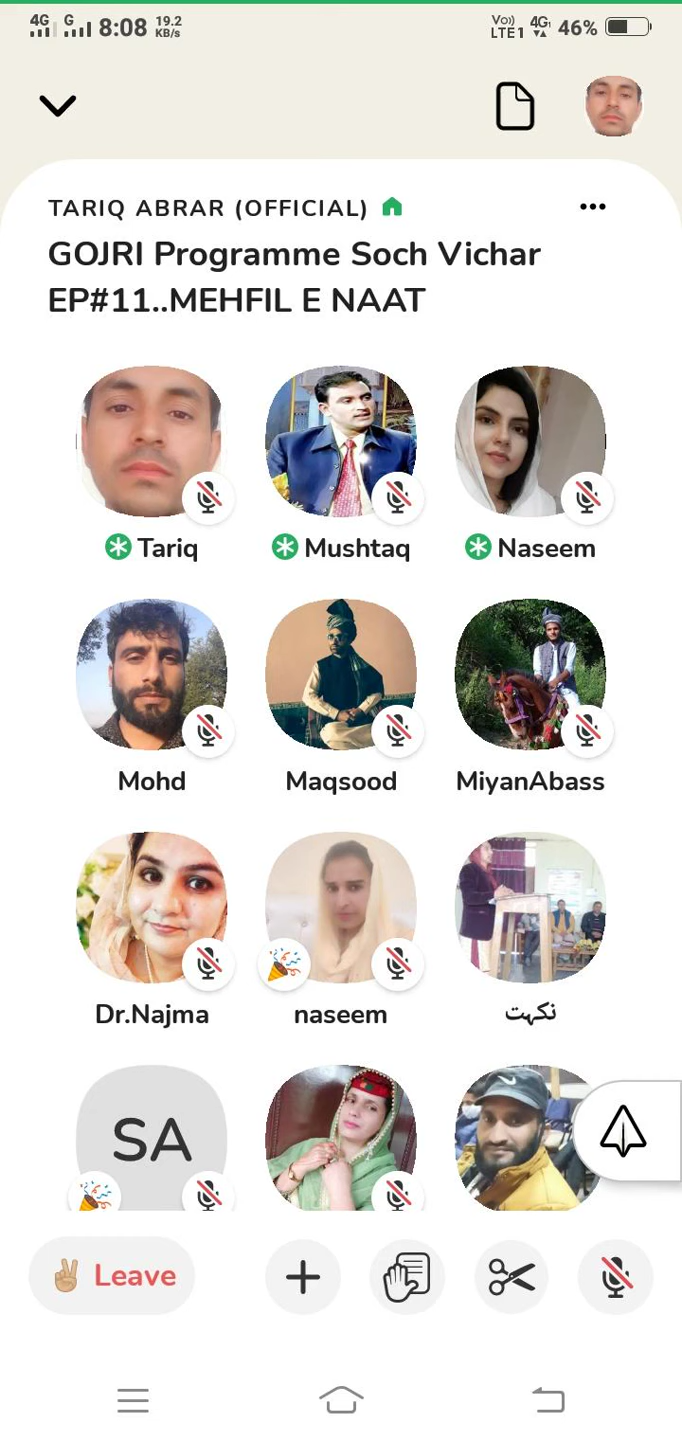 4G G 8:08 19.2 KB/s Vo)) LTE1 4G 46%
TARIQ ABRAR (OFFICIAL)
GOJRI Programme Soch Vichar
EP#11..MEHFIL E NAAT
Tariq Mushtaq Naseem
Mohd Maqsood MiyanAbass
Dr.Najma naseem نکہت
SA
Leave